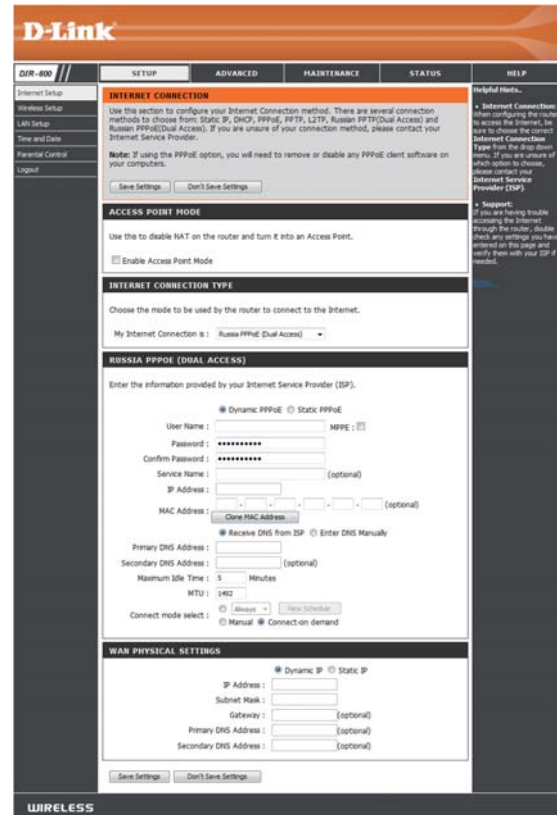 D-Link
DIR-600
SETUP
ADVANCED
MAINTENANCE
STATUS
HELP
Internet Setup
Wireless Setup
LAN Setup
Time and Date
Parental Control
Logout
INTERNET CONNECTION
Use this section to configure your Internet Connection method. There are several connection
methods to choose from: Static IP, DHCP, PPPoE, PPTP, L2TP, Russian PPTP(Dual Access) and
Russian PPPoE(Dual Access). If you are unsure of your connection method, please contact your
Internet Service Provider.
Note: If using the PPPoE option, you will need to remove or disable any PPPoE client software on
your computers.
Save Settings
Don't Save Settings
ACCESS POINT MODE
Use this to disable NAT on the router and turn it into an Access Point.
Enable Access Point Mode
INTERNET CONNECTION TYPE
Choose the mode to be used by the router to connect to the Internet.
My Internet Connection is : Russia PPPoE (Dual Access)
RUSSIA PPPOE (DUAL ACCESS)
Enter the information provided by your Internet Service Provider (ISP).
Dynamic PPPoE Static PPPoE
User Name : MPPE :
Password : ••••••••••
Confirm Password : ••••••••••
Service Name : (optional)
IP Address :
MAC Address : - - - - - (optional)
Clone MAC Address
Receive DNS from ISP Enter DNS Manually
Primary DNS Address :
Secondary DNS Address : (optional)
Maximum Idle Time : 5 Minutes
MTU : 1492
Connect mode select : Always New Schedule
Manual Connect-on demand
WAN PHYSICAL SETTINGS
Dynamic IP Static IP
IP Address :
Subnet Mask :
Gateway : (optional)
Primary DNS Address : (optional)
Secondary DNS Address : (optional)
Save Settings
Don't Save Settings
Helpful Hints..
• Internet Connection:
When configuring the router
to access the Internet, be
sure to choose the correct
Internet Connection
Type from the drop down
menu. If you are unsure of
which option to choose,
please contact your
Internet Service
Provider (ISP).
• Support:
If you are having trouble
accessing the Internet
through the router, double
check any settings you have
entered on this page and
verify them with your ISP if
needed.
WIRELESS